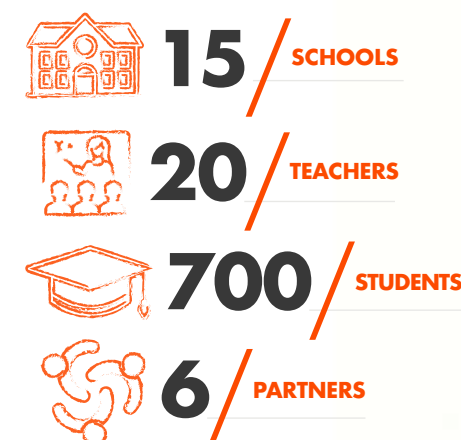 15 / SCHOOLS
20 / TEACHERS
700 / STUDENTS
6 / PARTNERS